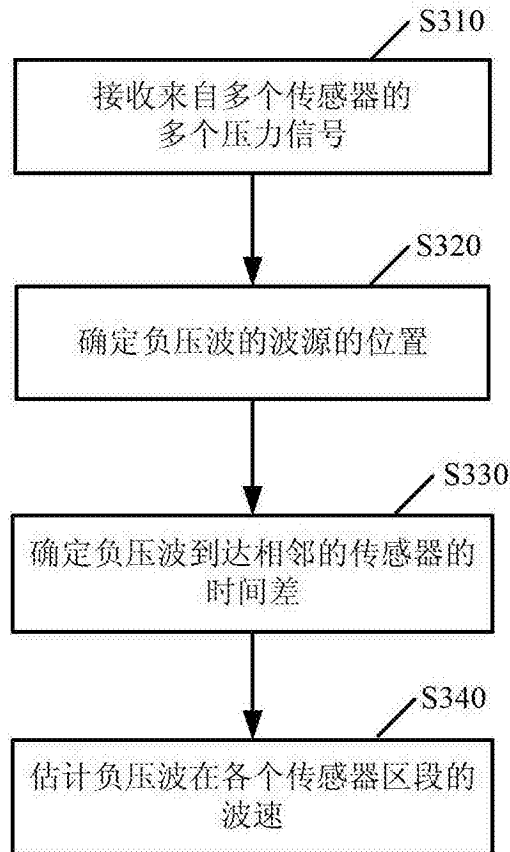 S310
接收来自多个传感器的
多个压力信号
S320
确定负压波的波源的位置
S330
确定负压波到达相邻的传感器的
时间差
S340
估计负压波在各个传感器区段的
波速